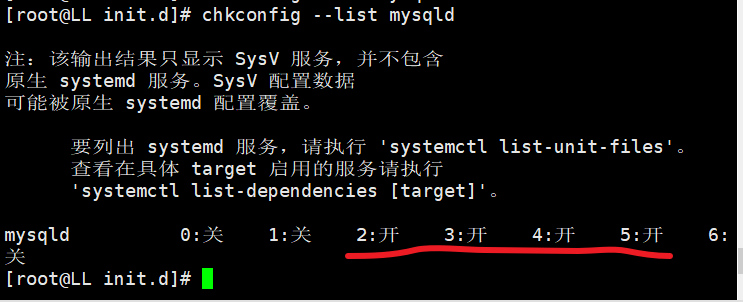 [root@LL init.d]# chkconfig --list mysqld
注：该输出结果只显示 SysV 服务，并不包含
原生 systemd 服务。SysV 配置数据
可能被原生 systemd 配置覆盖。
要列出 systemd 服务，请执行 'systemctl list-unit-files'。
查看在具体 target 启用的服务请执行
'systemctl list-dependencies [target]'。
mysqld 0:关 1:关 2:开 3:开 4:开 5:开 6:
关
[root@LL init.d]#